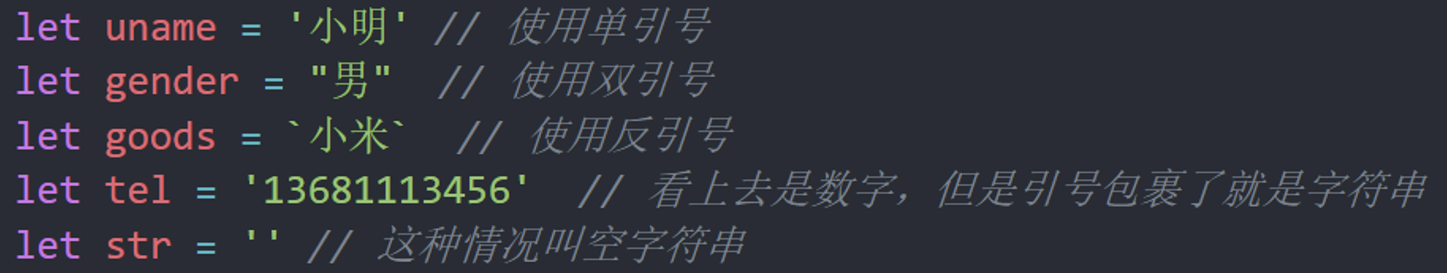 let uname = '小明' // 使用单引号
let gender = "男"  // 使用双引号
let goods = `小米`  // 使用反引号
let tel = '13681113456'  // 看上去是数字，但是引号包裹了就是字符串
let str = '' // 这种情况叫空字符串